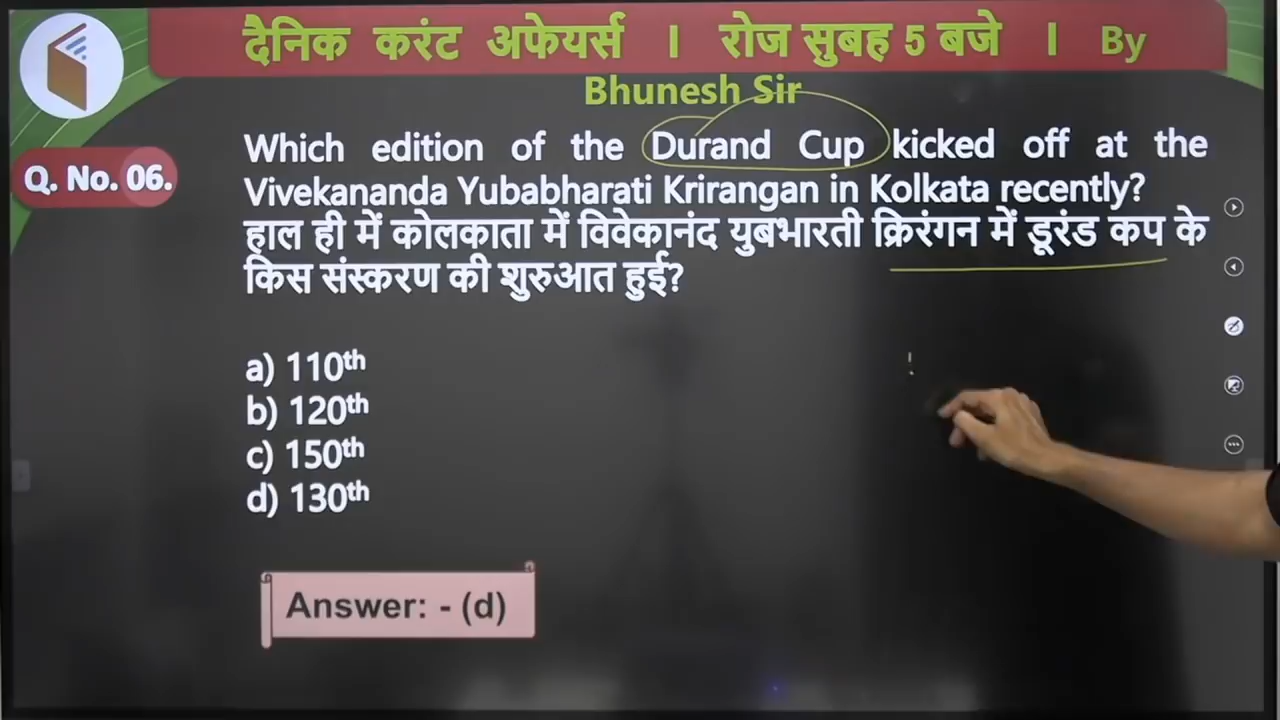 दैनिक करंट अफेयर्स । रोज सुबह 5 बजे । By
Bhunesh Sir
Q. No. 06.
Which edition of the Durand Cup kicked off at the
Vivekananda Yubabharati Krirangan in Kolkata recently?
हाल ही में कोलकाता में विवेकानंद युबभारती क्रिरंगन में डूरंड कप के
किस संस्करण की शुरुआत हुई?
a) 110th
b) 120th
c) 150th
d) 130th
Answer: - (d)